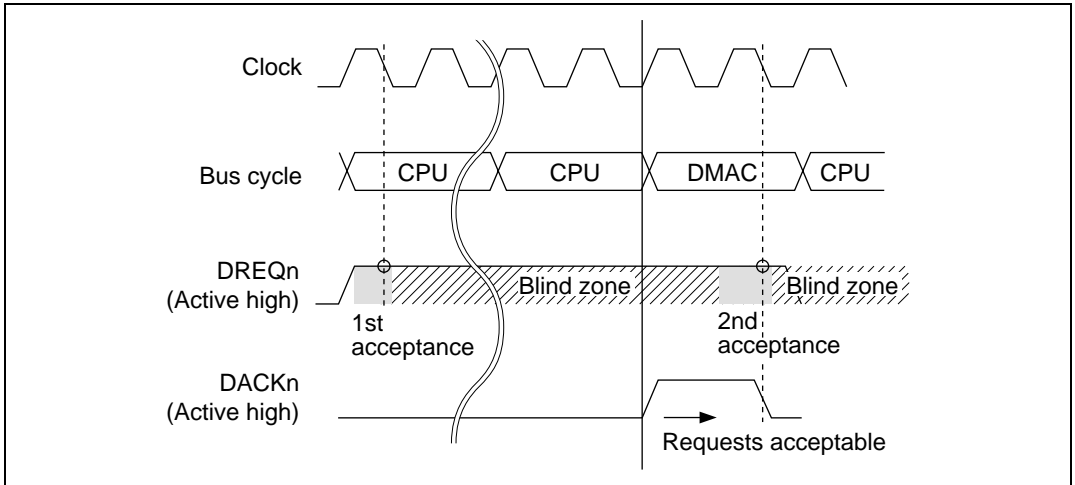 Clock
Bus cycle
CPU
CPU
DMAC
CPU
DREQn
(Active high)
Blind zone
Blind zone
1st
acceptance
2nd
acceptance
DACKn
(Active high)
Requests acceptable